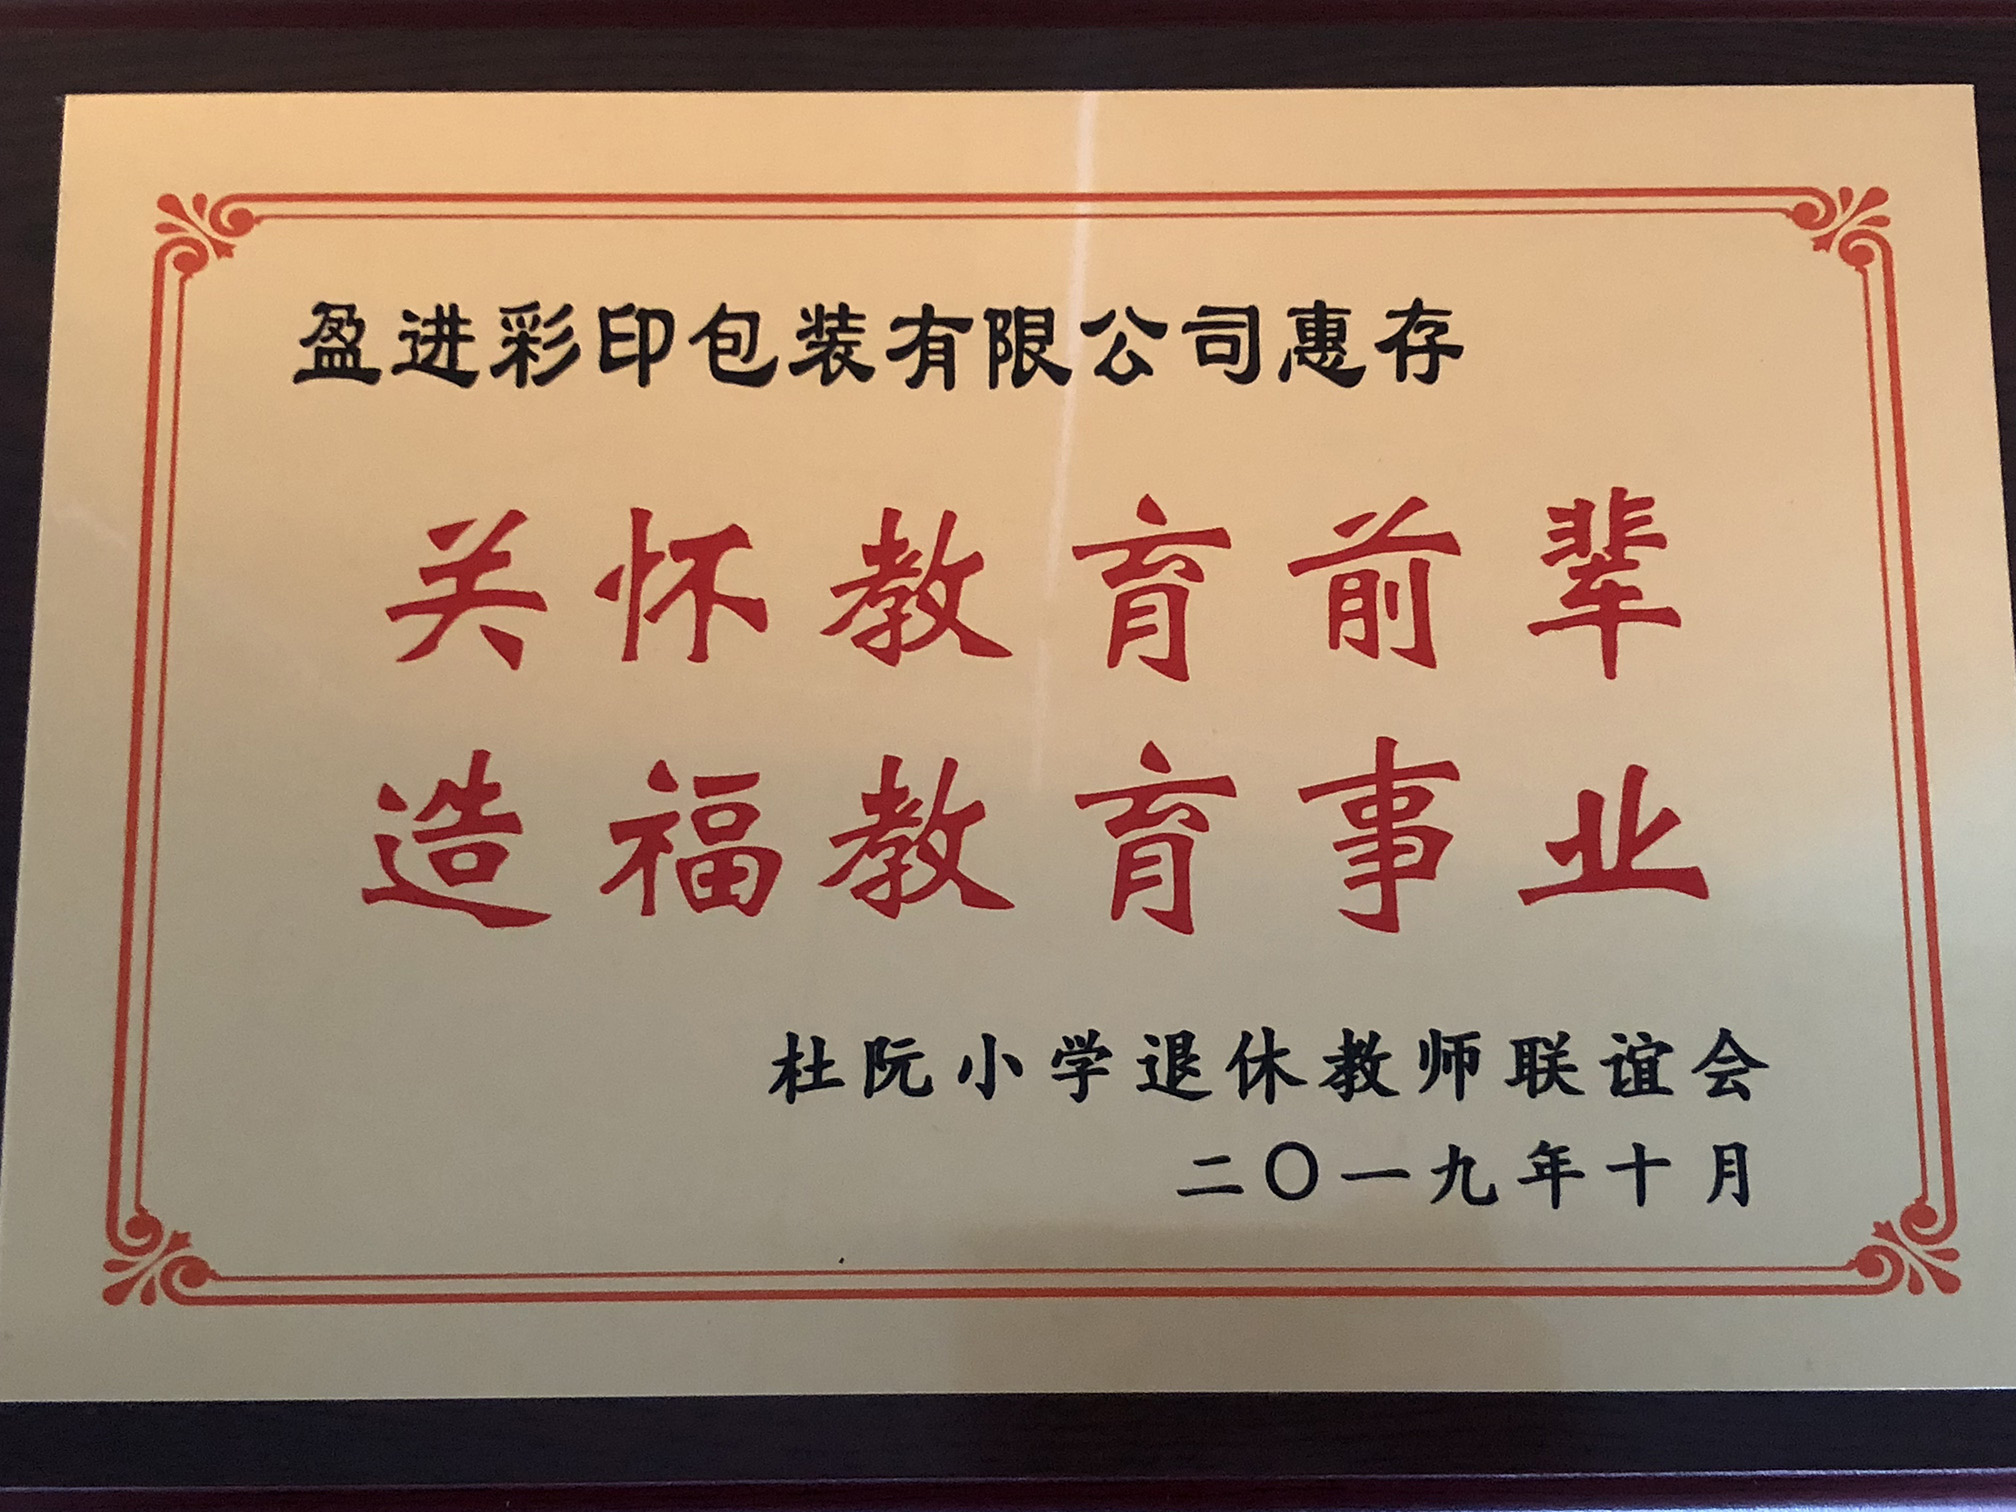 盈进彩印包装有限公司惠存
关怀教育前辈
造福教育事业
杜阮小学退休教师联谊会
二〇一九年十月